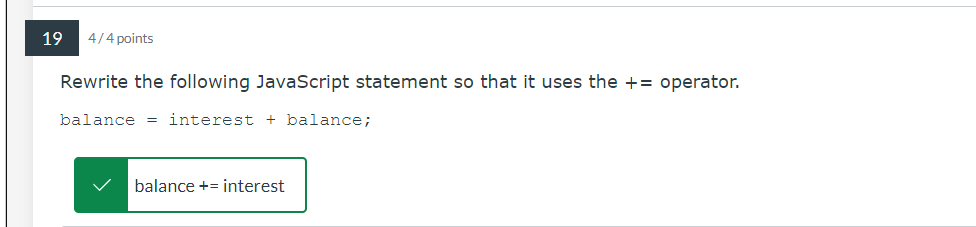 19 4/4 points
Rewrite the following JavaScript statement so that it uses the += operator.
balance = interest + balance;
balance += interest